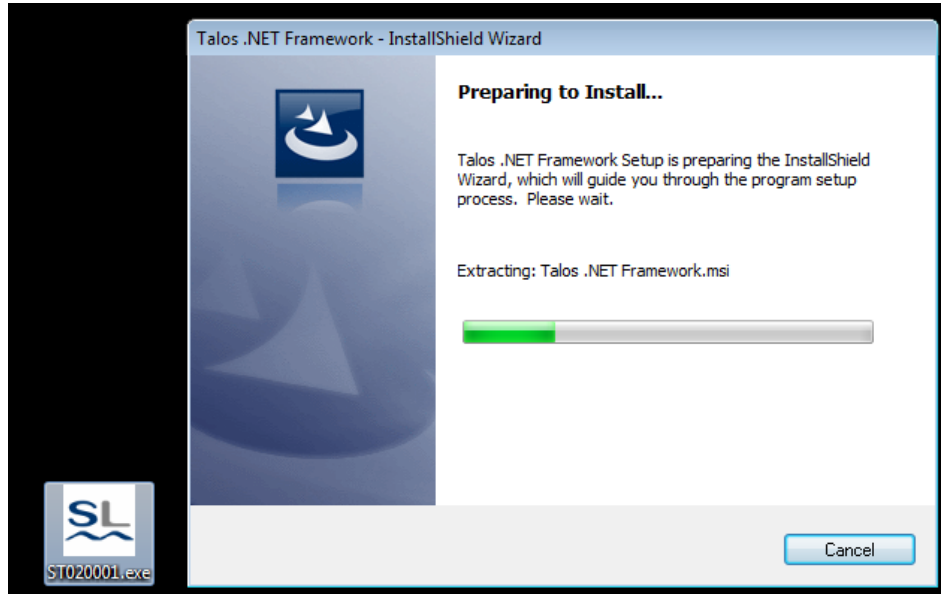 Talos .NET Framework - InstallShield Wizard
Preparing to Install...
Talos .NET Framework Setup is preparing the InstallShield
Wizard, which will guide you through the program setup
process. Please wait.
Extracting: Talos .NET Framework.msi
Cancel
SL
ST020001.exe